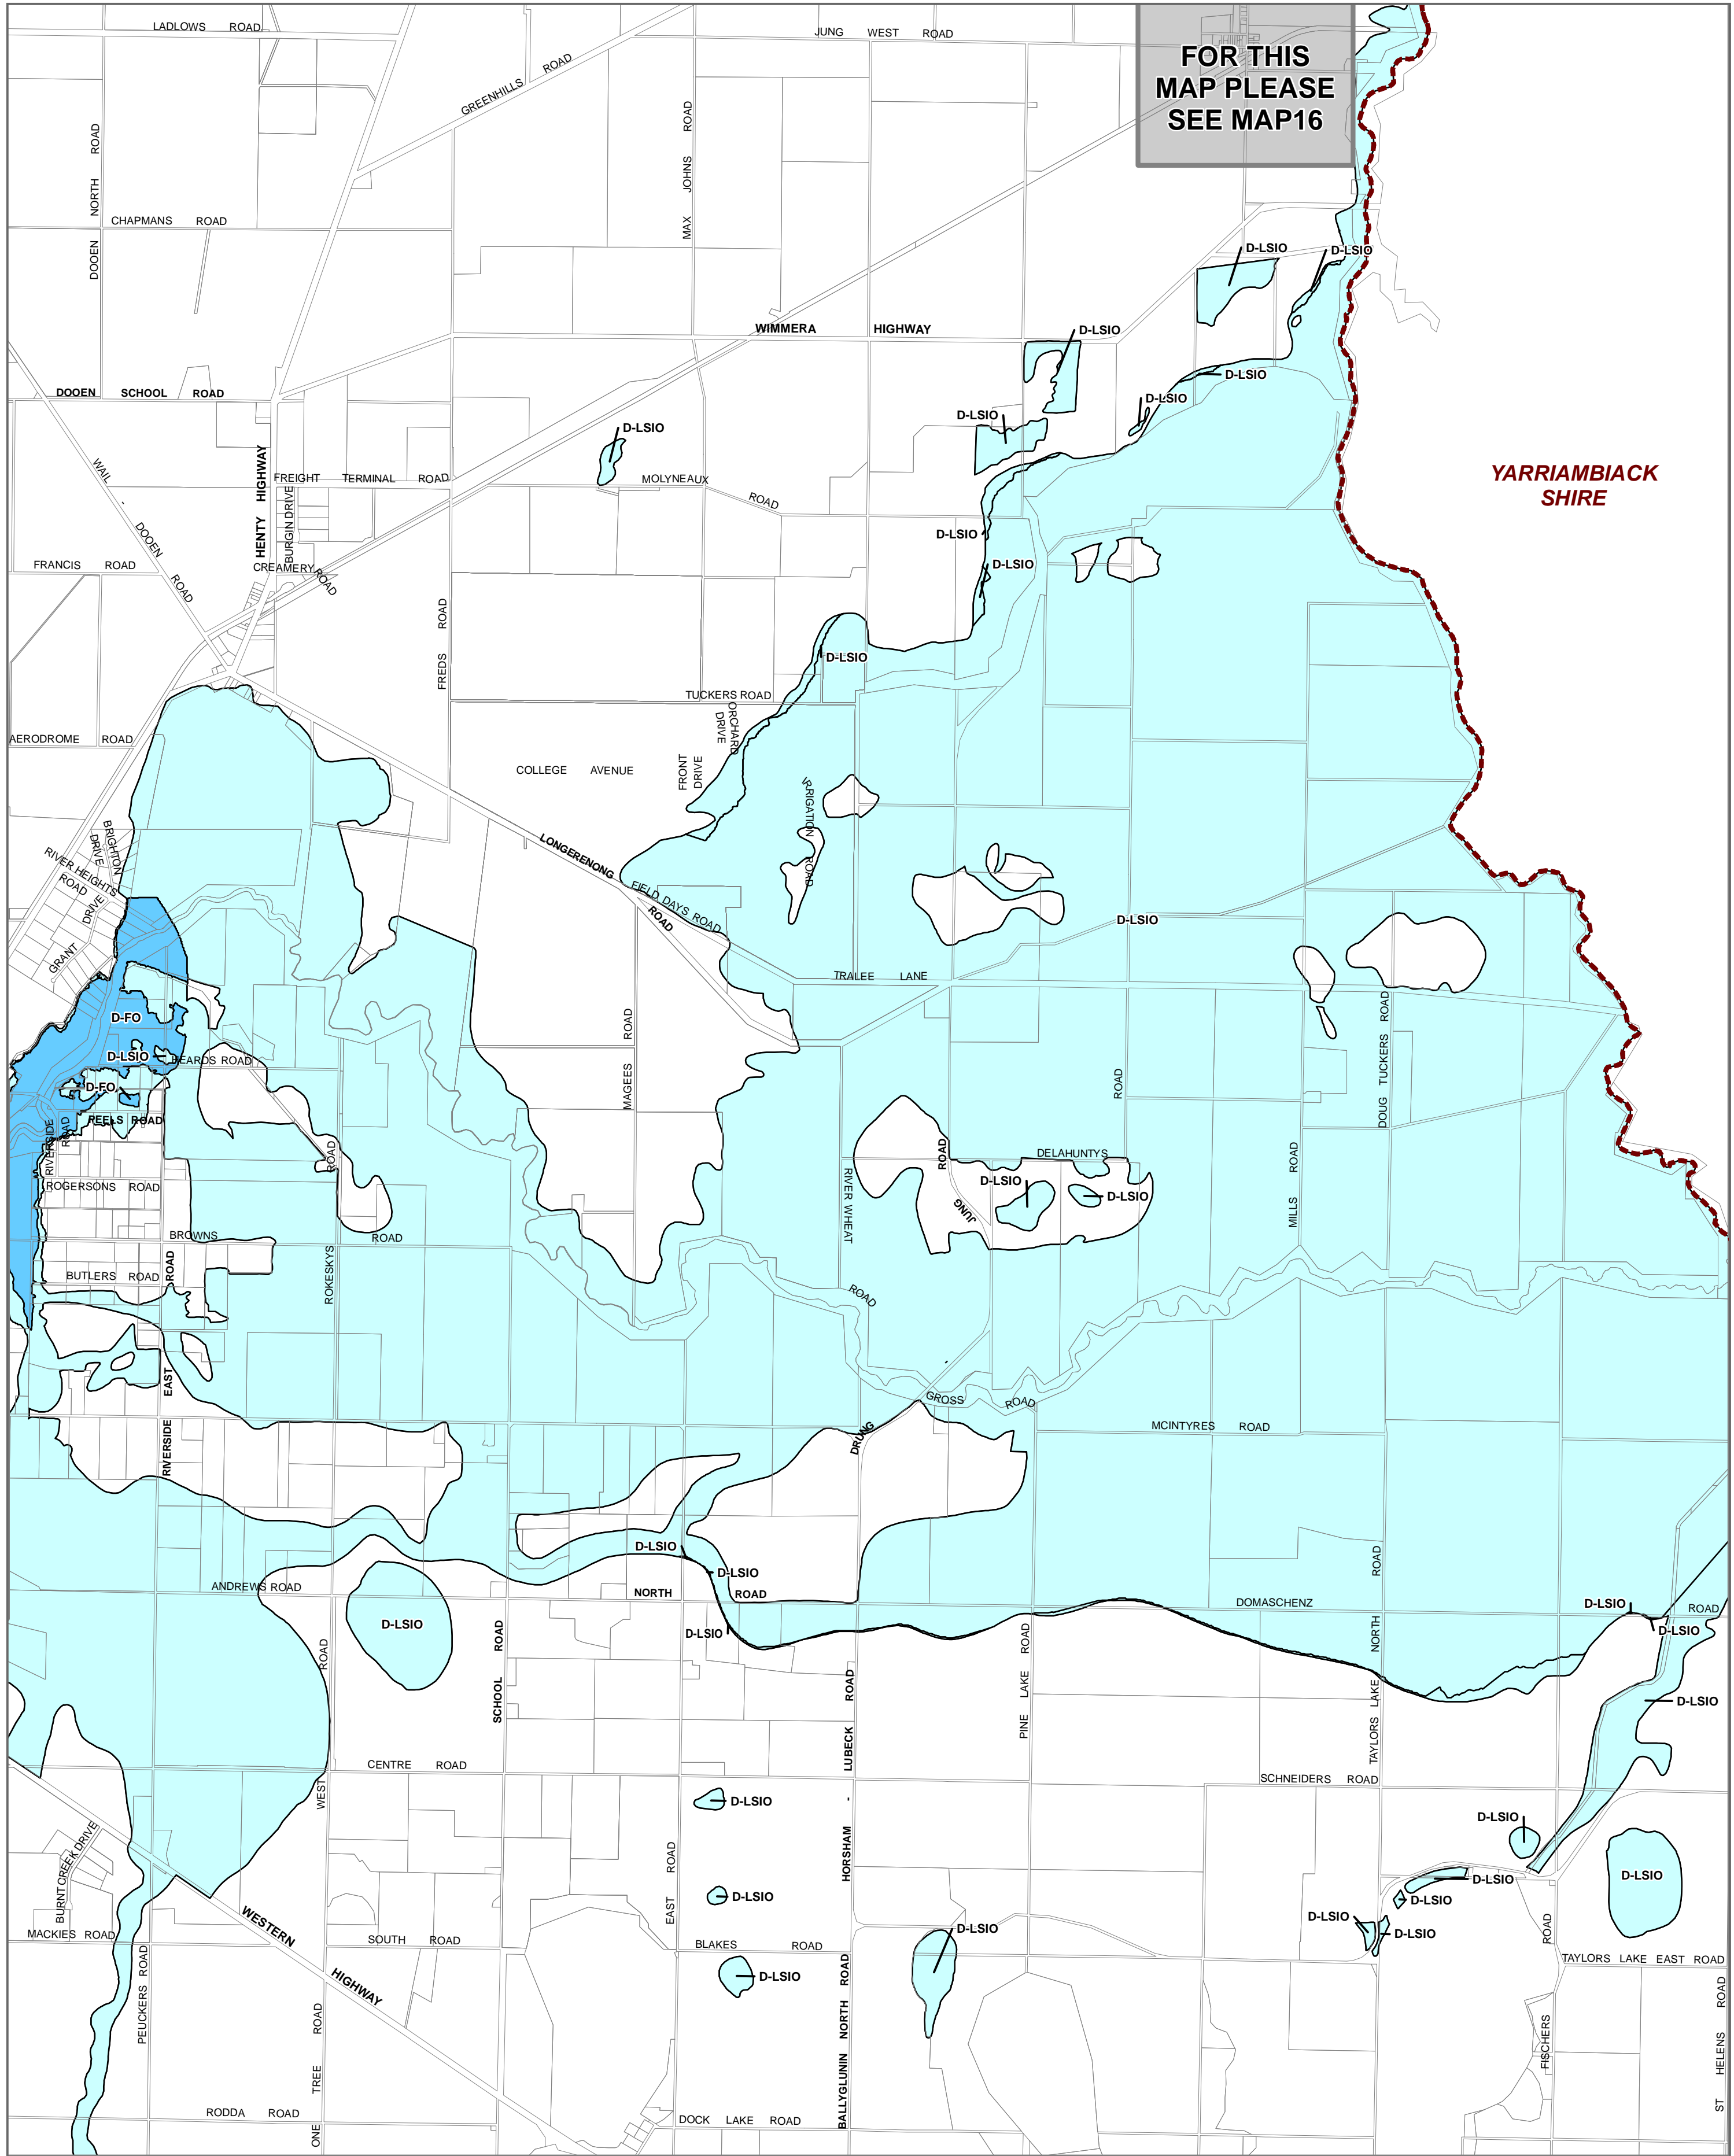 LADLOWS ROAD
JUNG WEST ROAD
FOR THIS
MAP PLEASE
SEE MAP16
GREENHILLS ROAD
DOOEN NORTH ROAD
MAX JOHNS ROAD
CHAPMANS ROAD
D-LSIO
D-LSIO
WIMMERA HIGHWAY
D-LSIO
D-LSIO
DOOEN SCHOOL ROAD
D-LSIO
D-LSIO
D-LSIO
YARRIAMBIACK
SHIRE
WAIL - DOOEN ROAD
HENTY HIGHWAY
FREIGHT TERMINAL ROAD
MOLYNEAUX ROAD
BURGIN DRIVE
D-LSIO
D-LSIO
FRANCIS ROAD
CREAMERY ROAD
FREDS ROAD
D-LSIO
TUCKERS ROAD
ORCHARD DRIVE
AERODROME ROAD
COLLEGE AVENUE
FRONT DRIVE
IRRIGATION ROAD
BRIGHTON DRIVE
RIVER HEIGHTS ROAD
LONGERENONG ROAD
FIELD DAYS ROAD
GRANT DRIVE
D-LSIO
TRALEE LANE
D-FO
D-LSIO
HEARDS ROAD
D-FO
PEELS ROAD
RIVERSIDE ROAD
MAGEES ROAD
ROAD
DOUG TUCKERS ROAD
ROGERSONS ROAD
ROAD
DELAHUNTYS
D-LSIO
D-LSIO
RIVER WHEAT ROAD
JUNG ROAD
MILLS ROAD
BROWNS ROAD
BUTLERS ROAD
ROKESKYS
RIVERSIDE EAST ROAD
GROSS ROAD
DRUNG -
MCINTYRES ROAD
D-LSIO
D-LSIO
ANDREWS ROAD
NORTH ROAD
DOMASCHENZ ROAD
D-LSIO
D-LSIO
D-LSIO
D-LSIO
SCHOOL ROAD
PINE LAKE ROAD
TAYLORS LAKE NORTH ROAD
D-LSIO
CENTRE ROAD
SCHNEIDERS ROAD
WEST ROAD
HORSHAM - LUBECK ROAD
D-LSIO
D-LSIO
BURNT CREEK DRIVE
D-LSIO
D-LSIO
D-LSIO
D-LSIO
EAST ROAD
WESTERN HIGHWAY
MACKIES ROAD
SOUTH ROAD
BLAKES ROAD
D-LSIO
D-LSIO
D-LSIO
TAYLORS LAKE EAST ROAD
D-LSIO
PEUCKERS ROAD
ONE TREE ROAD
BALLYGLUNIN NORTH ROAD
FISCHERS ROAD
ST HELENS ROAD
RODDA ROAD
DOCK LAKE ROAD